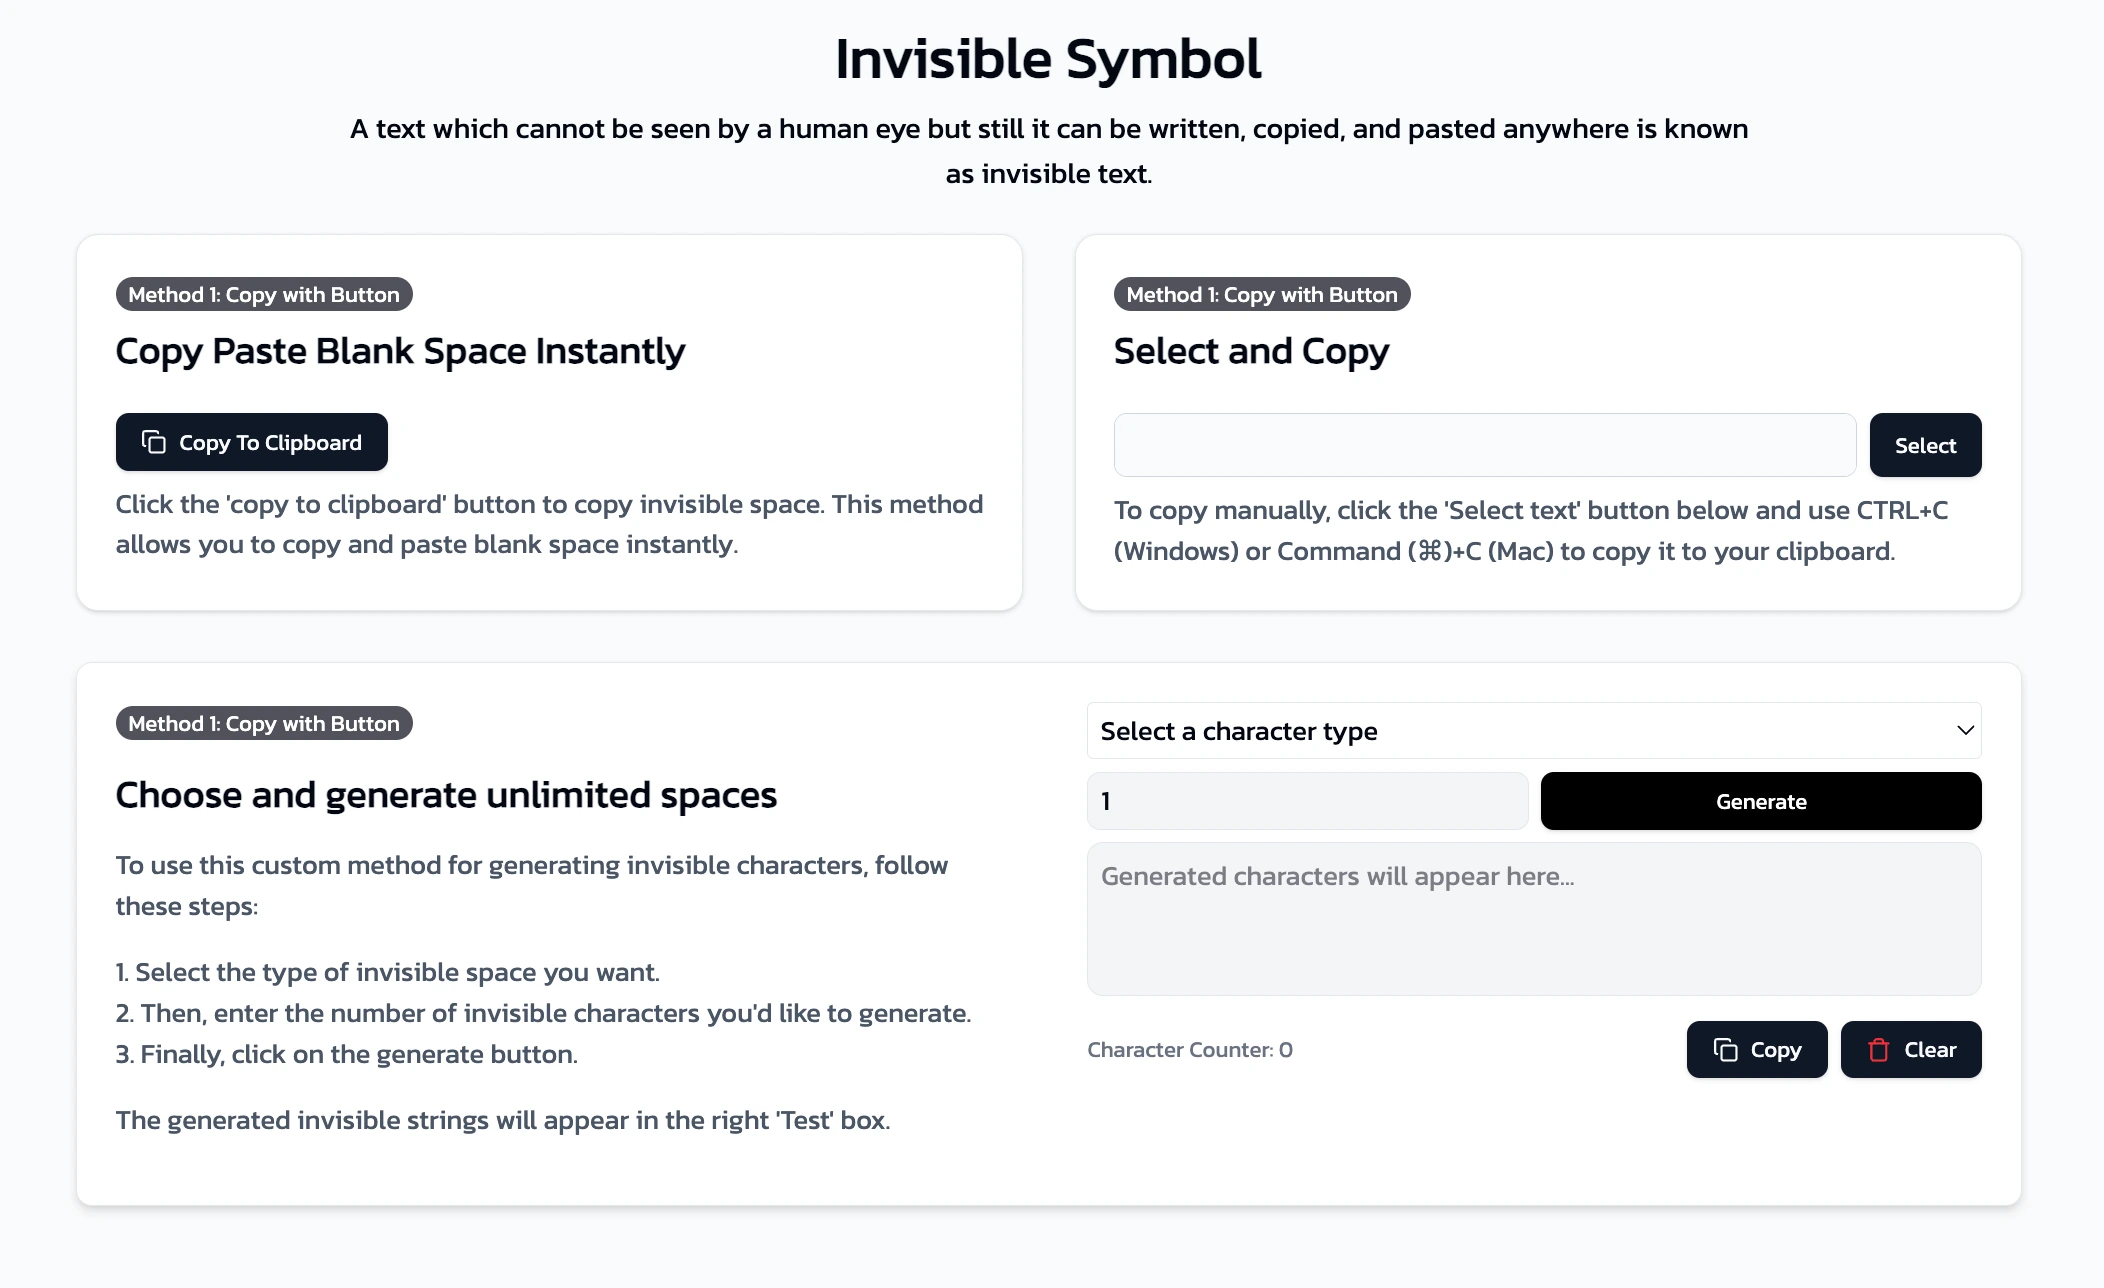 Invisible Symbol
A text which cannot be seen by a human eye but still it can be written, copied, and pasted anywhere is known
as invisible text.
Method 1: Copy with Button
Copy Paste Blank Space Instantly
Copy To Clipboard
Click the 'copy to clipboard' button to copy invisible space. This method
allows you to copy and paste blank space instantly.
Method 1: Copy with Button
Select and Copy
Select
To copy manually, click the 'Select text' button below and use CTRL+C
(Windows) or Command (⌘)+C (Mac) to copy it to your clipboard.
Method 1: Copy with Button
Choose and generate unlimited spaces
To use this custom method for generating invisible characters, follow
these steps:
1. Select the type of invisible space you want.
2. Then, enter the number of invisible characters you'd like to generate.
3. Finally, click on the generate button.
The generated invisible strings will appear in the right 'Test' box.
Select a character type
1
Generate
Generated characters will appear here...
Character Counter: 0
Copy
Clear